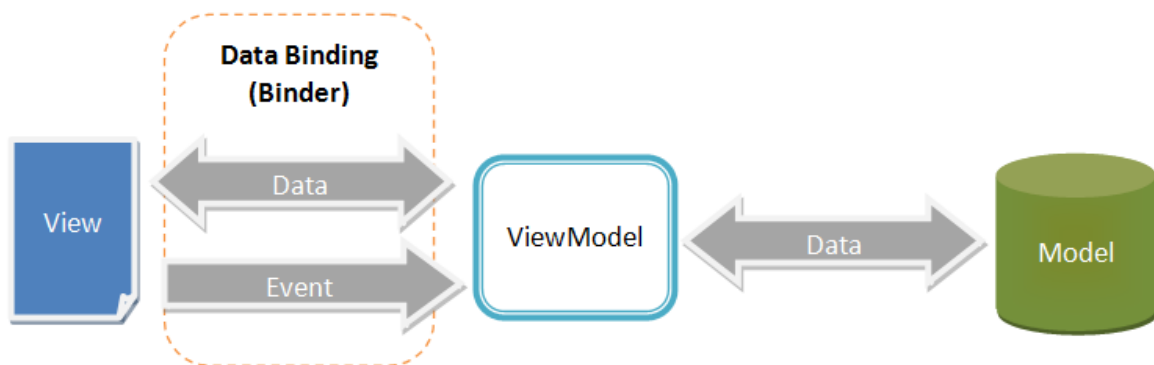 Data Binding
(Binder)
Data
View
Event
ViewModel
Data
Model